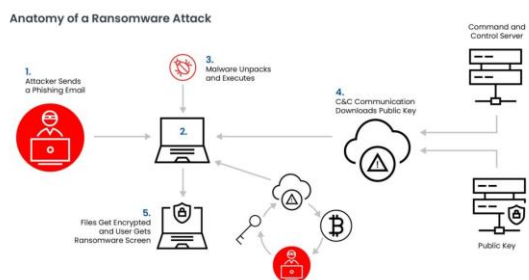 Anatomy of a Ransomware Attack
1.
Attacker Sends
a Phishing Email
2.
3.
Malware Unpacks
and Executes
4.
C&C Communication
Downloads Public Key
Command and
Control Server
Public Key
5.
Files Get Encrypted
and User Gets
Ransomware Screen